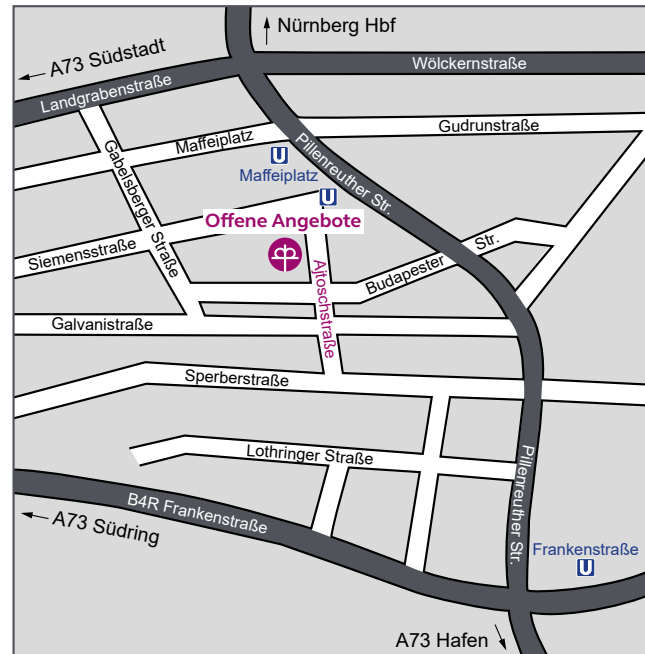 Nürnberg Hbf
A73 Südstadt
Wölckernstraße
Landgrabenstraße
Gudrunstraße
Maffeiplatz
Pillenreuther Str.
Gabelsberger
Straße
Maffeiplatz
U
U
Offene Angebote
Siemensstraße
Budapester Str.
Ajtoschstraße
Galvanistraße
Sperberstraße
Lothringer Straße
Pillenreuther Str.
B4R Frankenstraße
A73 Südring
Frankenstraße
U
A73 Hafen